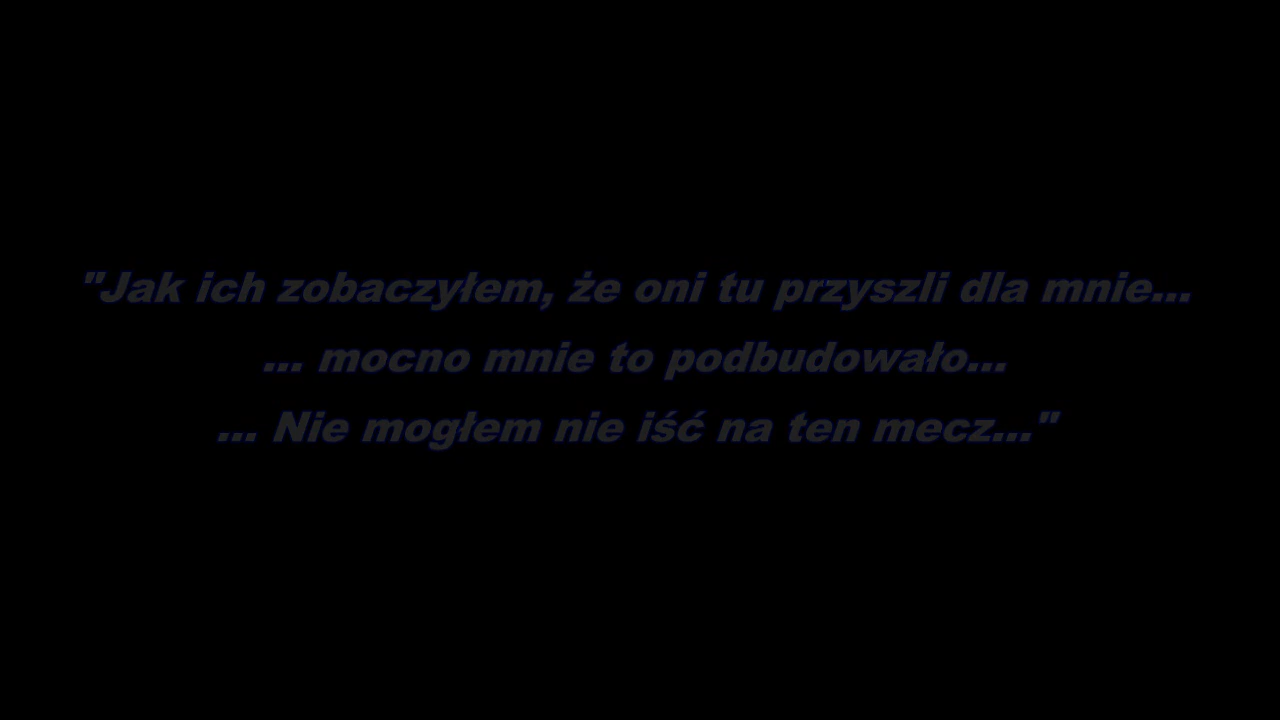 "Jak ich zobaczyłem, że oni tu przyszli dla mnie...
... mocno mnie to podbudowało...
... Nie mogłem nie iść na ten mecz..."